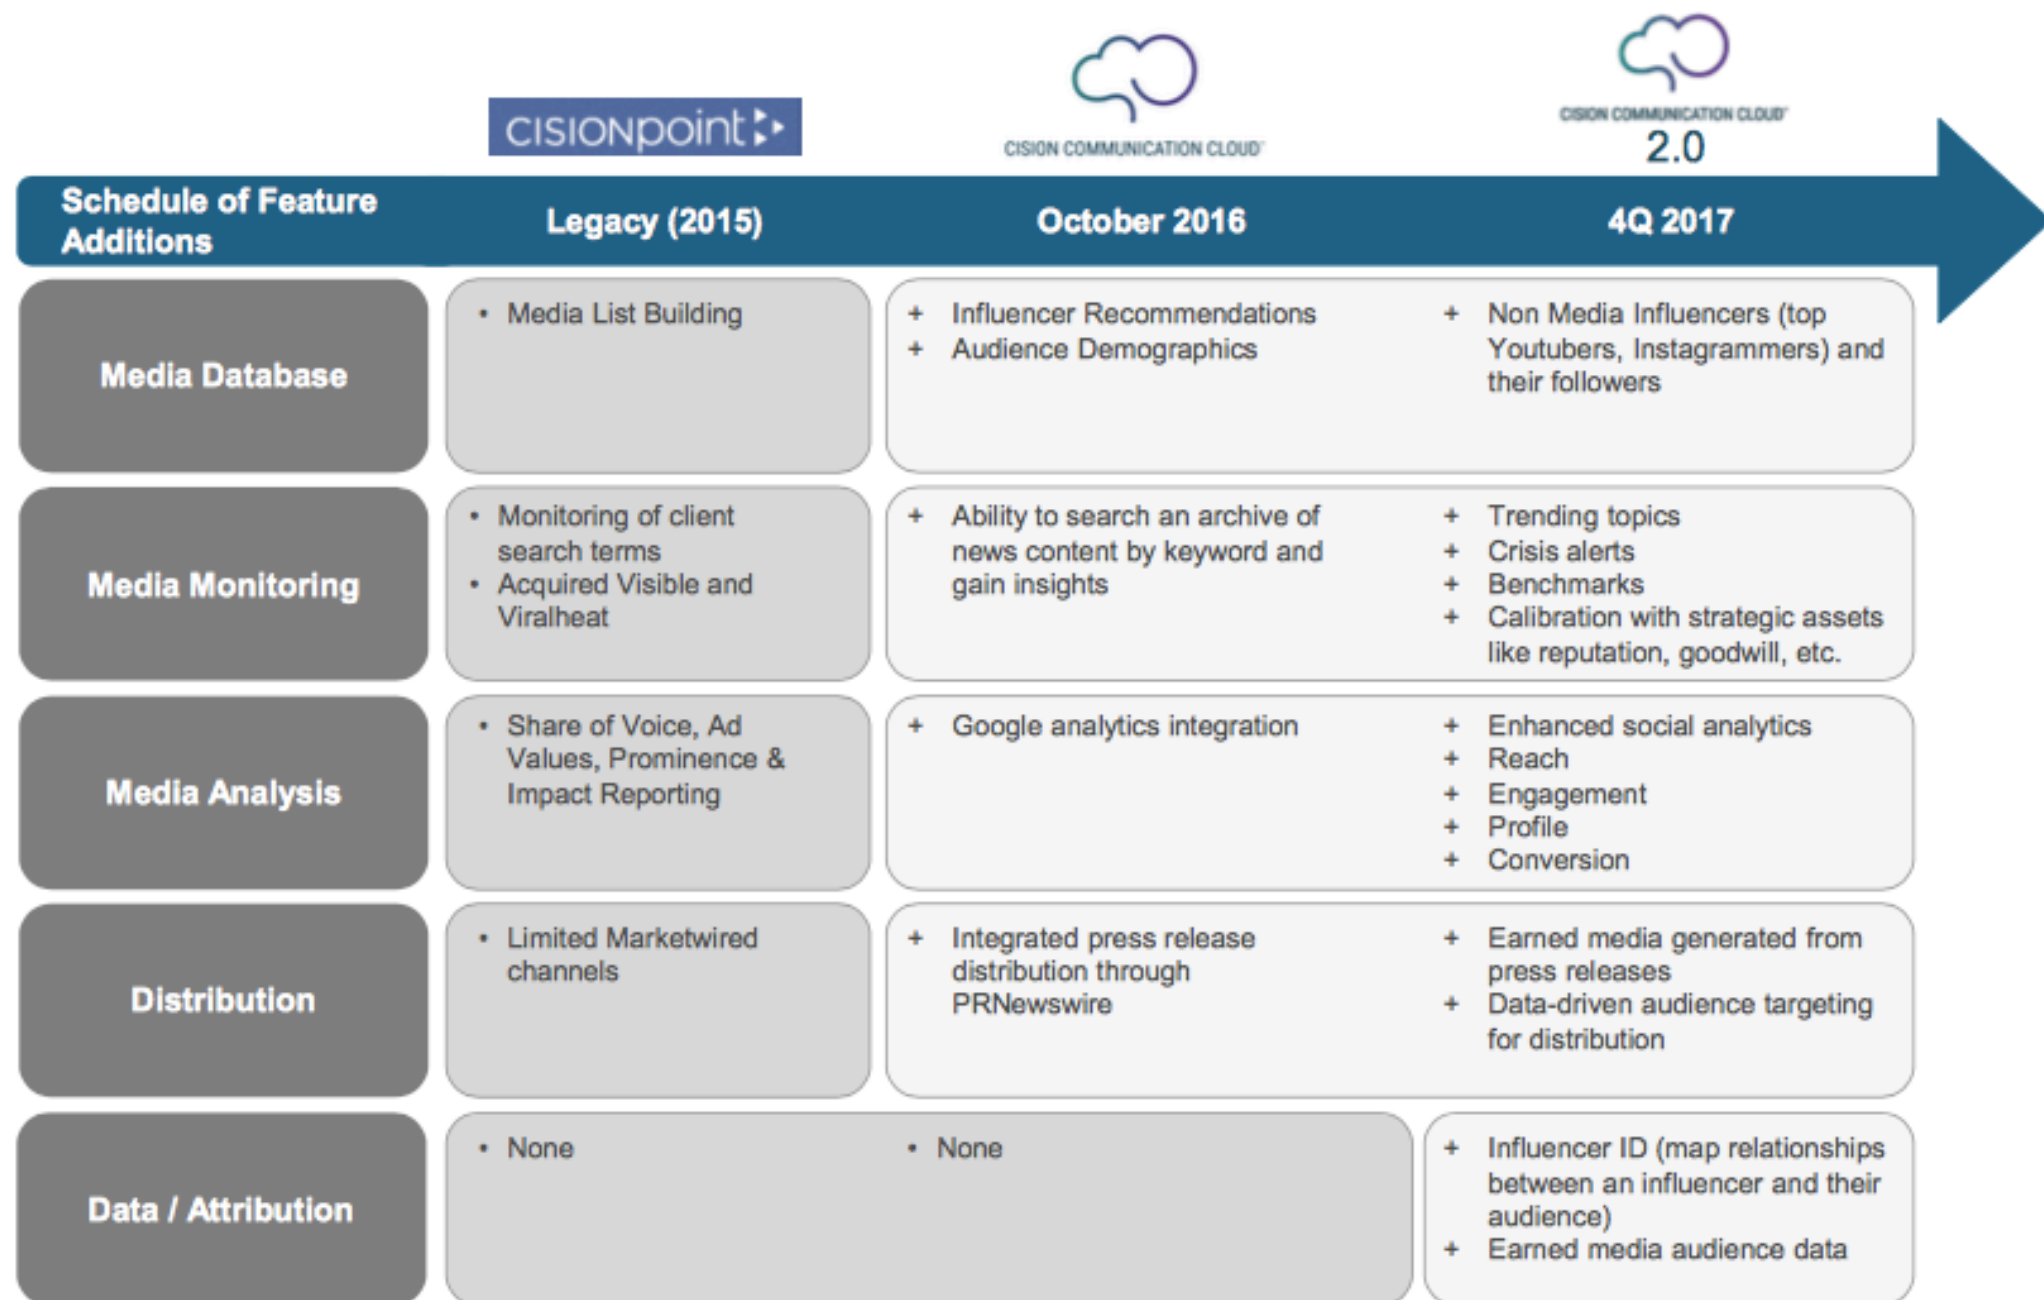 CISIONpoint
CISION COMMUNICATION CLOUD™
CISION COMMUNICATION CLOUD™
2.0
Schedule of Feature
Additions
Legacy (2015)
October 2016
4Q 2017
Media Database
• Media List Building
+ Influencer Recommendations
+ Audience Demographics
+ Non Media Influencers (top
Youtubers, Instagrammers) and
their followers
Media Monitoring
• Monitoring of client
search terms
• Acquired Visible and
Viralheat
+ Ability to search an archive of
news content by keyword and
gain insights
+ Trending topics
+ Crisis alerts
+ Benchmarks
+ Calibration with strategic assets
like reputation, goodwill, etc.
Media Analysis
• Share of Voice, Ad
Values, Prominence &
Impact Reporting
+ Google analytics integration
+ Enhanced social analytics
+ Reach
+ Engagement
+ Profile
+ Conversion
Distribution
• Limited Marketwired
channels
+ Integrated press release
distribution through
PRNewswire
+ Earned media generated from
press releases
+ Data-driven audience targeting
for distribution
Data / Attribution
• None
• None
+ Influencer ID (map relationships
between an influencer and their
audience)
+ Earned media audience data